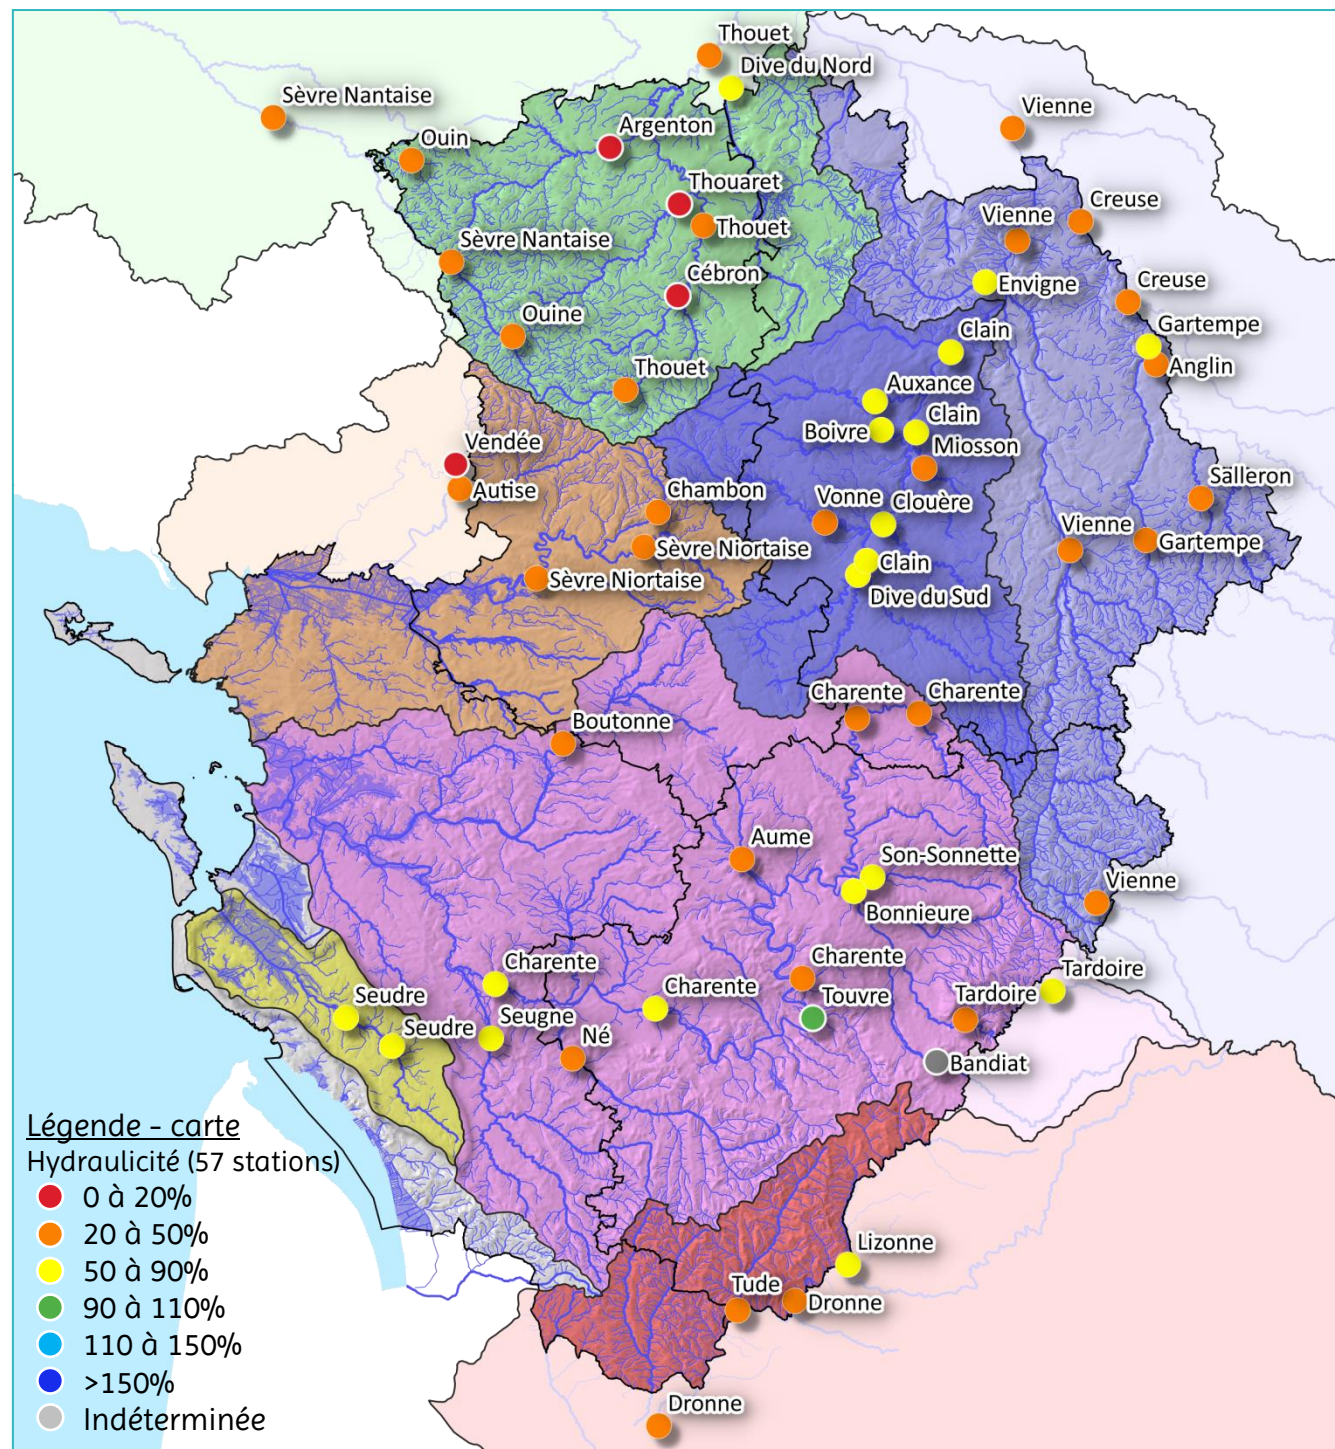 Thouet
Dive du Nord
Sèvre Nantaise
Vienne
Argenton
Ouin
Thouaret
Creuse
Vienne
Thouet
Sèvre Nantaise
Cébron
Envigne
Creuse
Ouine
Gartempe
Clain
Anglin
Thouet
Auxance
Clain
Boivre
Vendée
Miosson
Autise
Chambon
Salleron
Vonne
Clouère
Vienne
Gartempe
Sèvre Niortaise
Clain
Sèvre Niortaise
Dive du Sud
Charente
Charente
Boutonne
Aume
Son-Sonnette
Vienne
Bonnieure
Charente
Charente
Tardoire
Seudre
Charente
Touvre
Tardoire
Seugne
Seudre
Né
Bandiat
Légende - carte
Hydraulicité (57 stations)
0 à 20%
20 à 50%
50 à 90%
90 à 110%
110 à 150%
>150%
Indéterminée
Lizonne
Tude
Dronne
Dronne